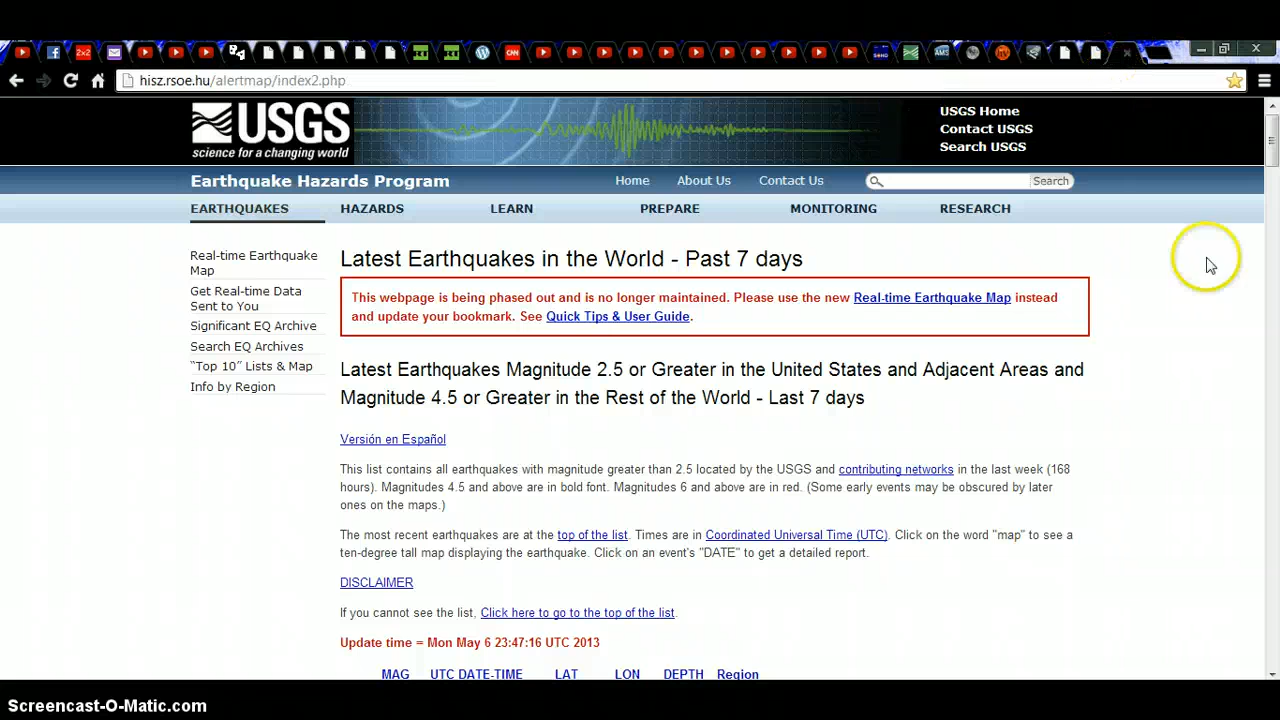 hisz.rsoe.hu/alertmap/index2.php
USGS
science for a changing world
USGS Home
Contact USGS
Search USGS
Earthquake Hazards Program
Home About Us Contact Us Search
EARTHQUAKES HAZARDS LEARN PREPARE MONITORING RESEARCH
Real-time Earthquake
Map
Get Real-time Data
Sent to You
Significant EQ Archive
Search EQ Archives
“Top 10” Lists & Map
Info by Region
Latest Earthquakes in the World - Past 7 days
This webpage is being phased out and is no longer maintained. Please use the new Real-time Earthquake Map instead
and update your bookmark. See Quick Tips & User Guide.
Latest Earthquakes Magnitude 2.5 or Greater in the United States and Adjacent Areas and
Magnitude 4.5 or Greater in the Rest of the World - Last 7 days
Versión en Español
This list contains all earthquakes with magnitude greater than 2.5 located by the USGS and contributing networks in the last week (168
hours). Magnitudes 4.5 and above are in bold font. Magnitudes 6 and above are in red. (Some early events may be obscured by later
ones on the maps.)
The most recent earthquakes are at the top of the list. Times are in Coordinated Universal Time (UTC). Click on the word "map" to see a
ten-degree tall map displaying the earthquake. Click on an event's "DATE" to get a detailed report.
DISCLAIMER
If you cannot see the list, Click here to go to the top of the list.
Update time = Mon May 6 23:47:16 UTC 2013
MAG UTC DATE-TIME LAT LON DEPTH Region
Screencast-O-Matic.com